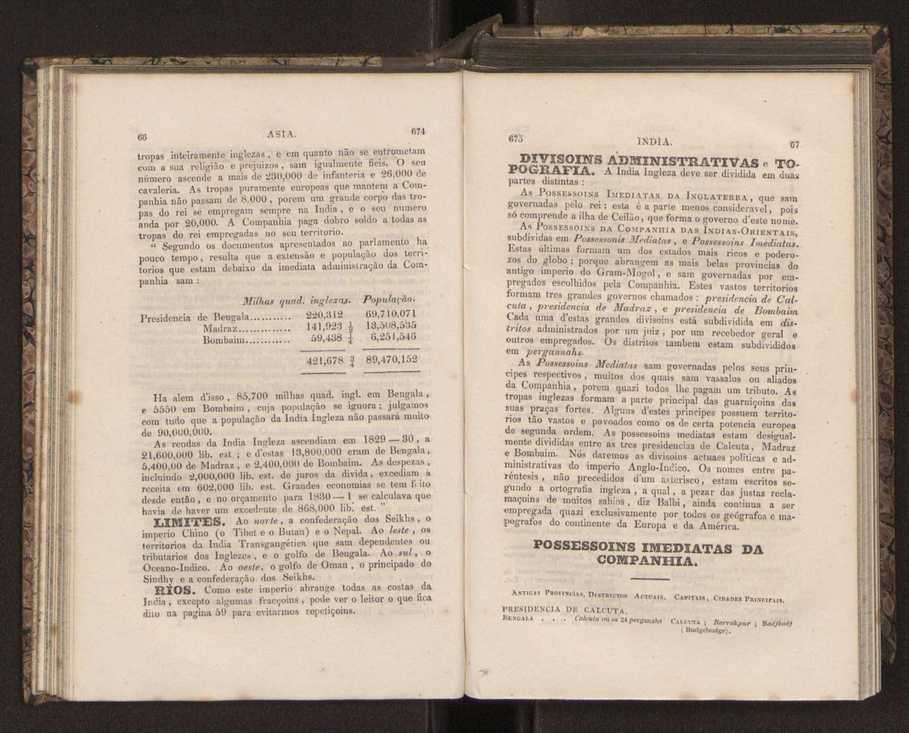 66 ASIA. 674
tropas inteiramente inglezas, e em quanto não se entrometam
com a sua religião e prejuizos, sam igualmente fieis. O seu
número ascende a mais de 230,000 de infanteria e 26,000 de
cavaleria. As tropas puramente europeas que mantem a Com-
panhia não passam de 8,000, porem um grande corpo das tro-
pas do rei se empregam sempre na India, e o seu numero
anda por 20,000. A Companhia paga dobro soldo a todas as
tropas do rei empregadas no seu territorio.
“ Segundo os documentos apresentados ao parlamento ha
pouco tempo, resulta que a extensão e população dos terri-
torios que estam debaixo da imediata administração da Com-
panhia sam :
Milhas quad. inglezas. População.
Presidencia de Bengala........... 220,312 69,710,071
Madraz............. 141,923 ½ 13,508,535
Bombaim............ 59,438 ¼ 6,251,546
421,678 ¾ 89,470,152
Ha alem d'isso, 85,700 milhas quad. ingl. em Bengala,
e 5550 em Bombaim, cuja população se ignora; julgamos
com tudo que a população da India Ingleza não passará muito
de 90,000,000.
As rendas da India Ingleza ascendiam em 1829—30, a
21,600,000 lib. est.; e d'estas 13,800,000 eram de Bengala,
5,400,00 de Madraz, e 2,400,000 de Bombaim. As despezas,
incluindo 2,000,000 lib. est. de juros da divida, excediam á
receita em 602,000 lib. est. Grandes economias se tem feito
desde então, e no orçamento para 1830—1 se calculava que
havia de haver um excedente de 868,000 lib. est. ”
LIMITES. Ao norte, a confederação dos Seikhs, o
imperio Chino (o Tibet e o Butan) e o Nepal. Ao leste, os
territorios da India Transgangética que sam dependentes ou
tributarios dos Inglezes, e o golfo de Bengala. Ao sul, o
Oceano-Indico. Ao oeste, o golfo de Oman, o principado do
Sindhy e a confederação dos Seikhs.
RIOS. Como este imperio abrange todas as costas da
India, excepto algumas fracçoins, pode ver o leitor o que fica
dito na pagina 59 para evitarmos repetiçoins.
675 INDIA. 67
DIVISOINS ADMINISTRATIVAS e TO-
POGRAFIA. A India Ingleza deve ser dividida em duas
partes distintas :
As POSSESSOINS IMEDIATAS DA INGLATERRA, que sam
governadas pelo rei: esta é a parte menos consideravel, pois
só comprende a ilha de Ceilão, que forma o governo d'este nome.
As POSSESSOINS DA COMPANHIA DAS INDIAS-ORIENTAIS,
subdividas em Possessonis Mediatas, e Possessoins Imediatas.
Estas últimas formam um dos estados mais ricos e podero-
zos do globo; porque abrangem as mais belas provincias do
antigo imperio do Gram-Mogol, e sam governadas por em-
pregados escolhidos pela Companhia. Estes vastos territorios
formam tres grandes governos chamados: presidencia de Cal-
cuta, presidencia de Madraz, e presidencia de Bombaim
Cada uma d'estas grandes divisoins está subdividida em dis-
tritos administrados por um juiz, por um recebedor geral e
outros empregados. Os distritos tambem estam subdivididos
em pergunnahs.
As Possessoins Mediatas sam governadas pelos seus prin-
cipes respectivos, muitos dos quais sam vassalos ou aliados
da Companhia, porem quazi todos lhe pagam um tributo. As
tropas inglezas formam a parte principal das guarniçoins das
suas praças fortes. Alguns d'estes principes possuem territo-
rios tão vastos e povoados como os de certa potencia europea
de segunda ordem. As possessoins mediatas estam desigual-
mente divididas entre as tres presidencias de Calcuta, Madraz
e Bombaim. Nós daremos as divisoins actuaes políticas e ad-
ministrativas do imperio Anglo-Indico. Os nomes entre pa-
réntesis, não precedidos d'um asterisco, estam escritos se-
gundo a ortografia ingleza, a qual, a pezar das justas recla-
maçoins de muitos sabios, diz Balbi, ainda continua a ser
empregada quazi exclusivamente por todos os geógrafos e ma-
pografos do continente da Europa e da América.
POSSESSOINS IMEDIATAS DA
COMPANHIA.
ANTIGAS PROVINCIAS, DISTRICTOS ACTUAES. CAPITAIS, CIDADES PRINCIPAIS.
PRESIDENCIA DE CALCUTA.
BENGALA . . . Calcuta ou os 24 pergunahs CALCUTA ; Barrakpur ; Badjbodj
(Budgebudge).